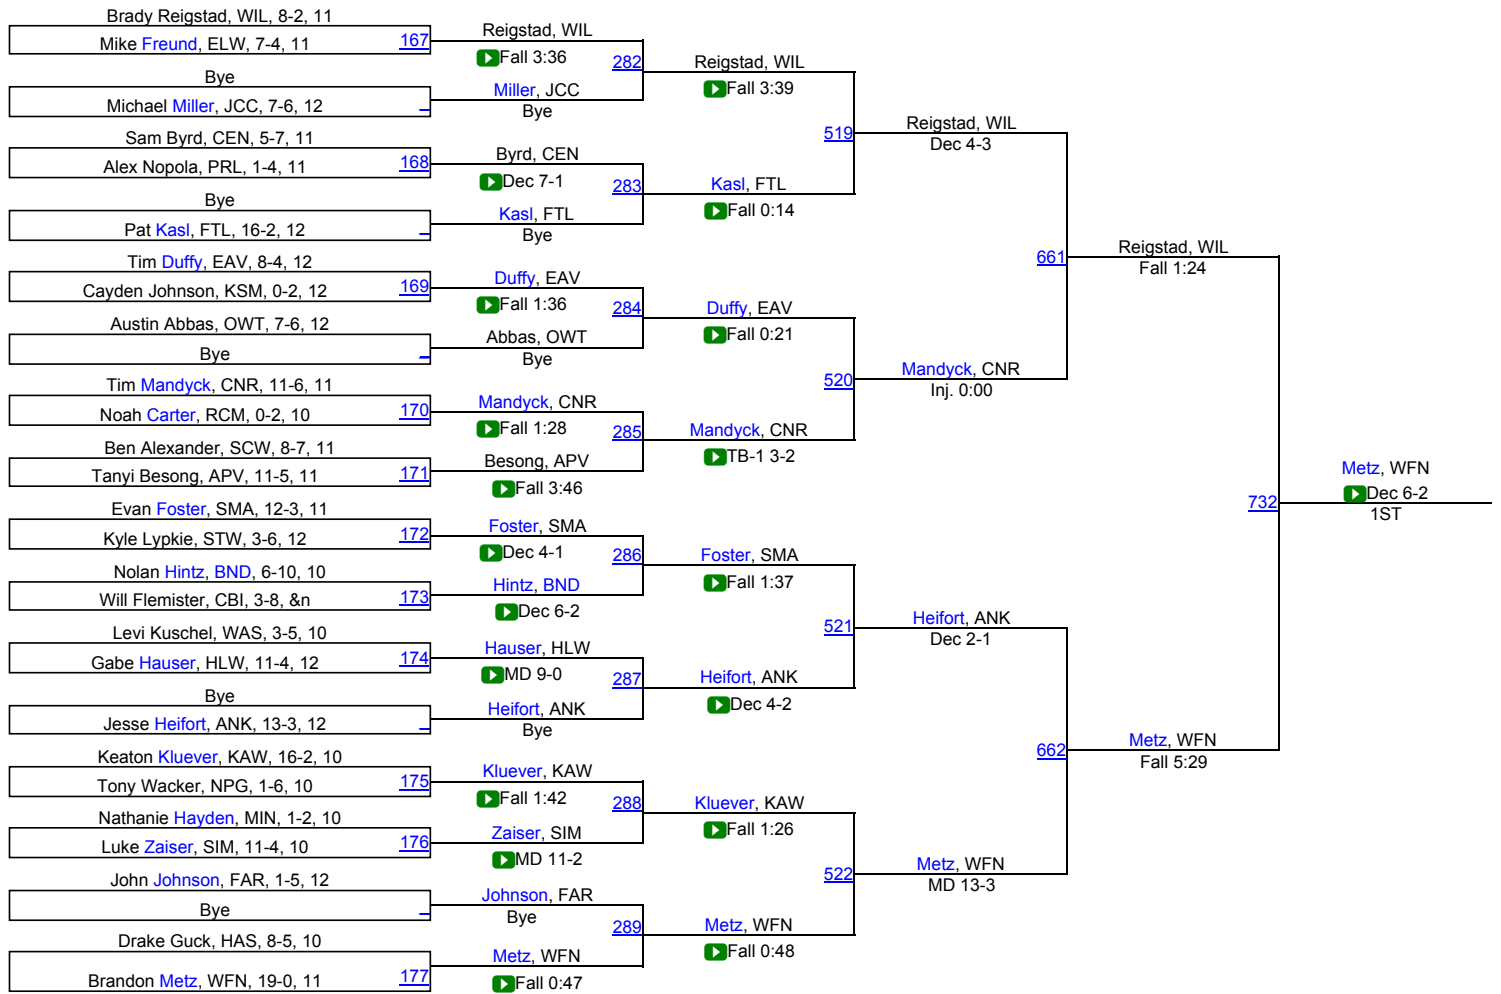 Brady Reigstad, WIL, 8-2, 11
Mike Freund, ELW, 7-4, 11
167
Bye
Michael Miller, JCC, 7-6, 12
Sam Byrd, CEN, 5-7, 11
Alex Nopola, PRL, 1-4, 11
168
Bye
Pat Kasl, FTL, 16-2, 12
Tim Duffy, EAV, 8-4, 12
Cayden Johnson, KSM, 0-2, 12
169
Austin Abbas, OWT, 7-6, 12
Bye
Tim Mandyck, CNR, 11-6, 11
Noah Carter, RCM, 0-2, 10
170
Ben Alexander, SCW, 8-7, 11
Tanyi Besong, APV, 11-5, 11
171
Evan Foster, SMA, 12-3, 11
Kyle Lypkie, STW, 3-6, 12
172
Nolan Hintz, BND, 6-10, 10
Will Flemister, CBI, 3-8, &n
173
Levi Kuschel, WAS, 3-5, 10
Gabe Hauser, HLW, 11-4, 12
174
Bye
Jesse Heifort, ANK, 13-3, 12
Keaton Kluever, KAW, 16-2, 10
Tony Wacker, NPG, 1-6, 10
175
Nathanie Hayden, MIN, 1-2, 10
Luke Zaiser, SIM, 11-4, 10
176
John Johnson, FAR, 1-5, 12
Bye
Drake Guck, HAS, 8-5, 10
Brandon Metz, WFN, 19-0, 11
177
Reigstad, WIL
Fall 3:36
282
Miller, JCC
Bye
Byrd, CEN
Dec 7-1
283
Kasl, FTL
Bye
Duffy, EAV
Fall 1:36
284
Abbas, OWT
Bye
Mandyck, CNR
Fall 1:28
285
Besong, APV
Fall 3:46
Foster, SMA
Dec 4-1
286
Hintz, BND
Dec 6-2
Hauser, HLW
MD 9-0
287
Heifort, ANK
Bye
Kluever, KAW
Fall 1:42
288
Zaiser, SIM
MD 11-2
Johnson, FAR
Bye
289
Metz, WFN
Fall 0:47
Reigstad, WIL
Fall 3:39
519
Kasl, FTL
Fall 0:14
Duffy, EAV
Fall 0:21
520
Mandyck, CNR
TB-1 3-2
Foster, SMA
Fall 1:37
521
Heifort, ANK
Dec 4-2
Kluever, KAW
Fall 1:26
522
Metz, WFN
Fall 0:48
Reigstad, WIL
Dec 4-3
661
Mandyck, CNR
Inj. 0:00
Heifort, ANK
Dec 2-1
662
Metz, WFN
MD 13-3
Reigstad, WIL
Fall 1:24
732
Metz, WFN
Fall 5:29
Metz, WFN
Dec 6-2
1ST